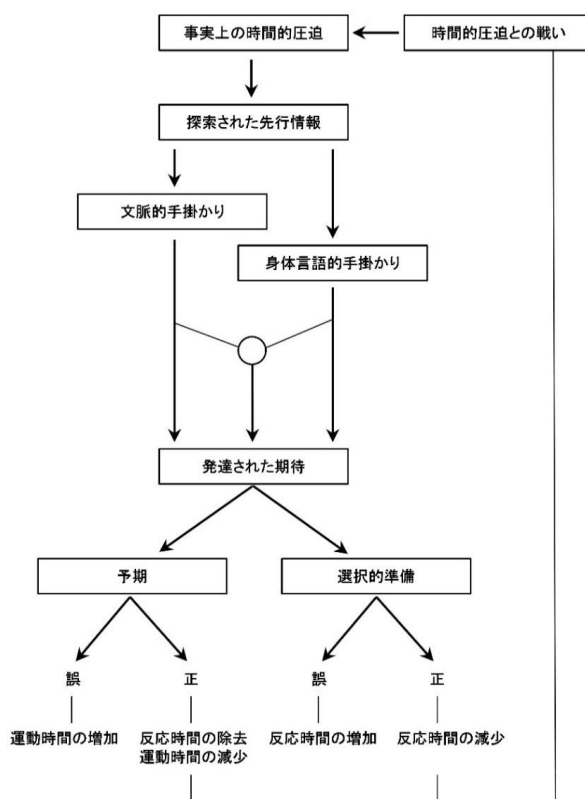 事実上の時間的圧迫
時間的圧迫との戦い
探索された先行情報
文脈的手掛かり
身体言語的手掛かり
発達された期待
予期
選択的準備
誤
正
誤
正
運動時間の増加
反応時間の除去
運動時間の減少
反応時間の増加
反応時間の減少